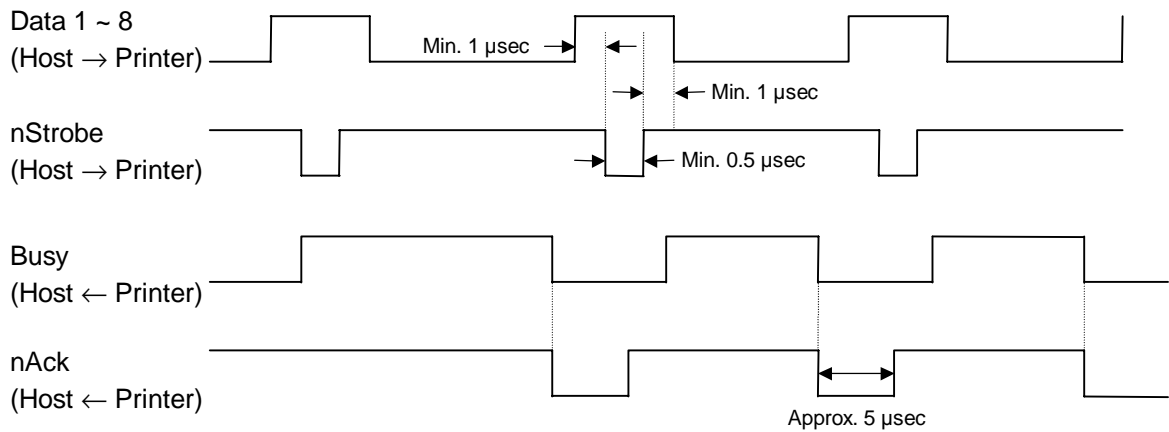 Data 1 ~ 8
(Host → Printer)
Min. 1 µsec
Min. 1 µsec
nStrobe
(Host → Printer)
Min. 0.5 µsec
Busy
(Host ← Printer)
nAck
(Host ← Printer)
Approx. 5 µsec